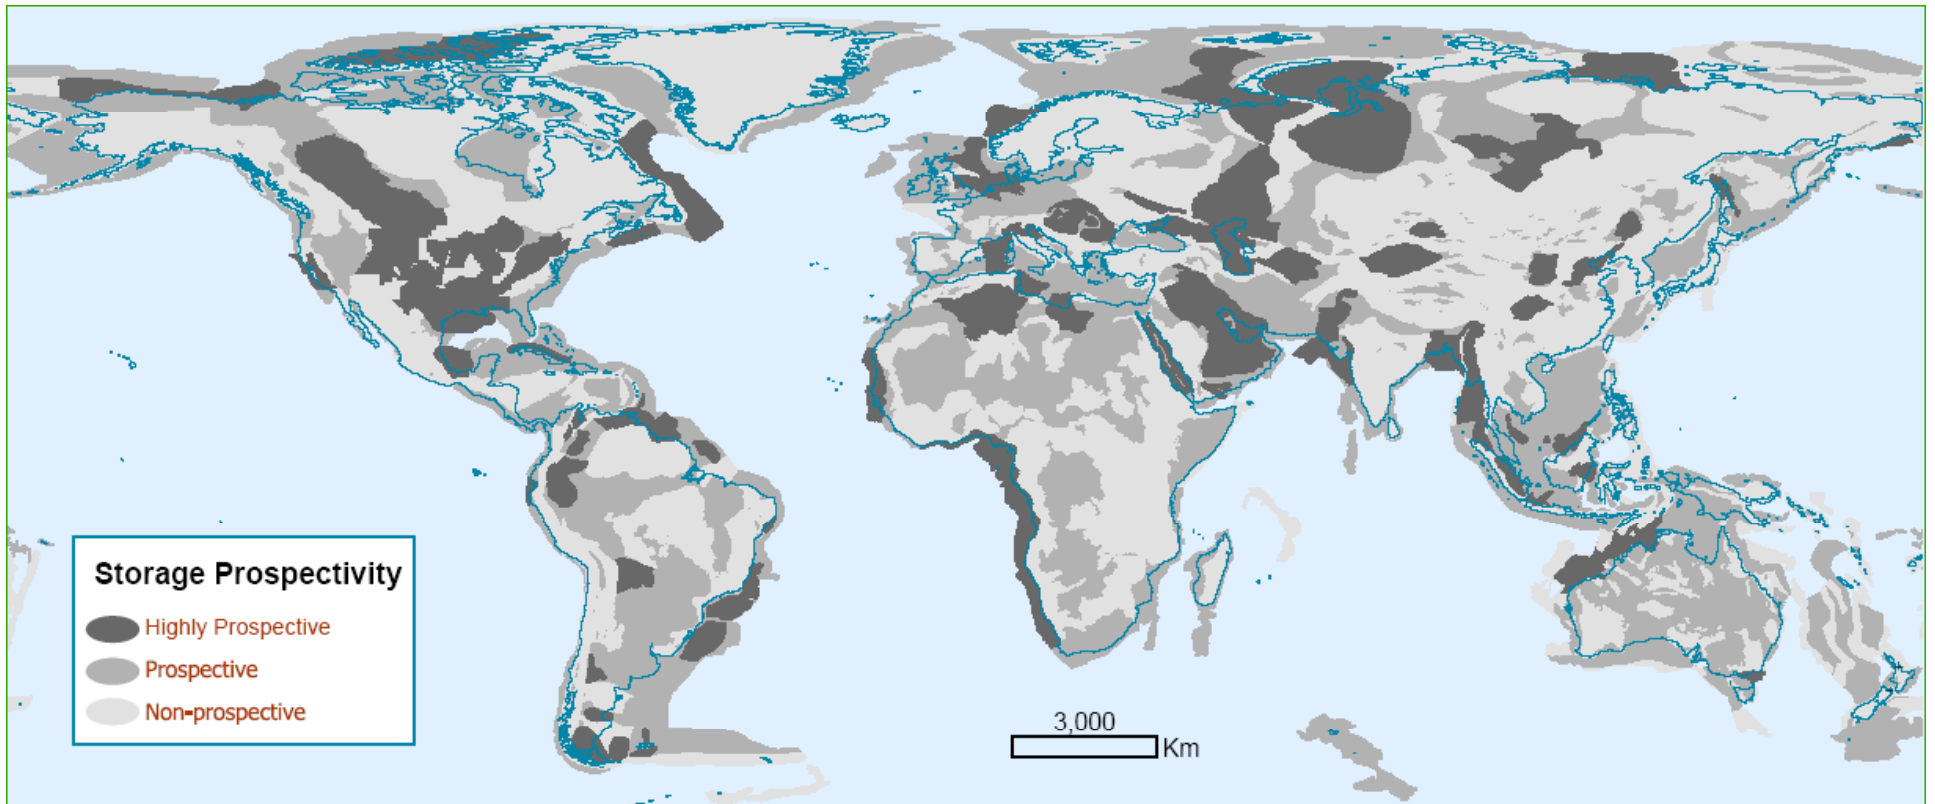 Storage Prospectivity
Highly Prospective
Prospective
Non-prospective
3,000
Km